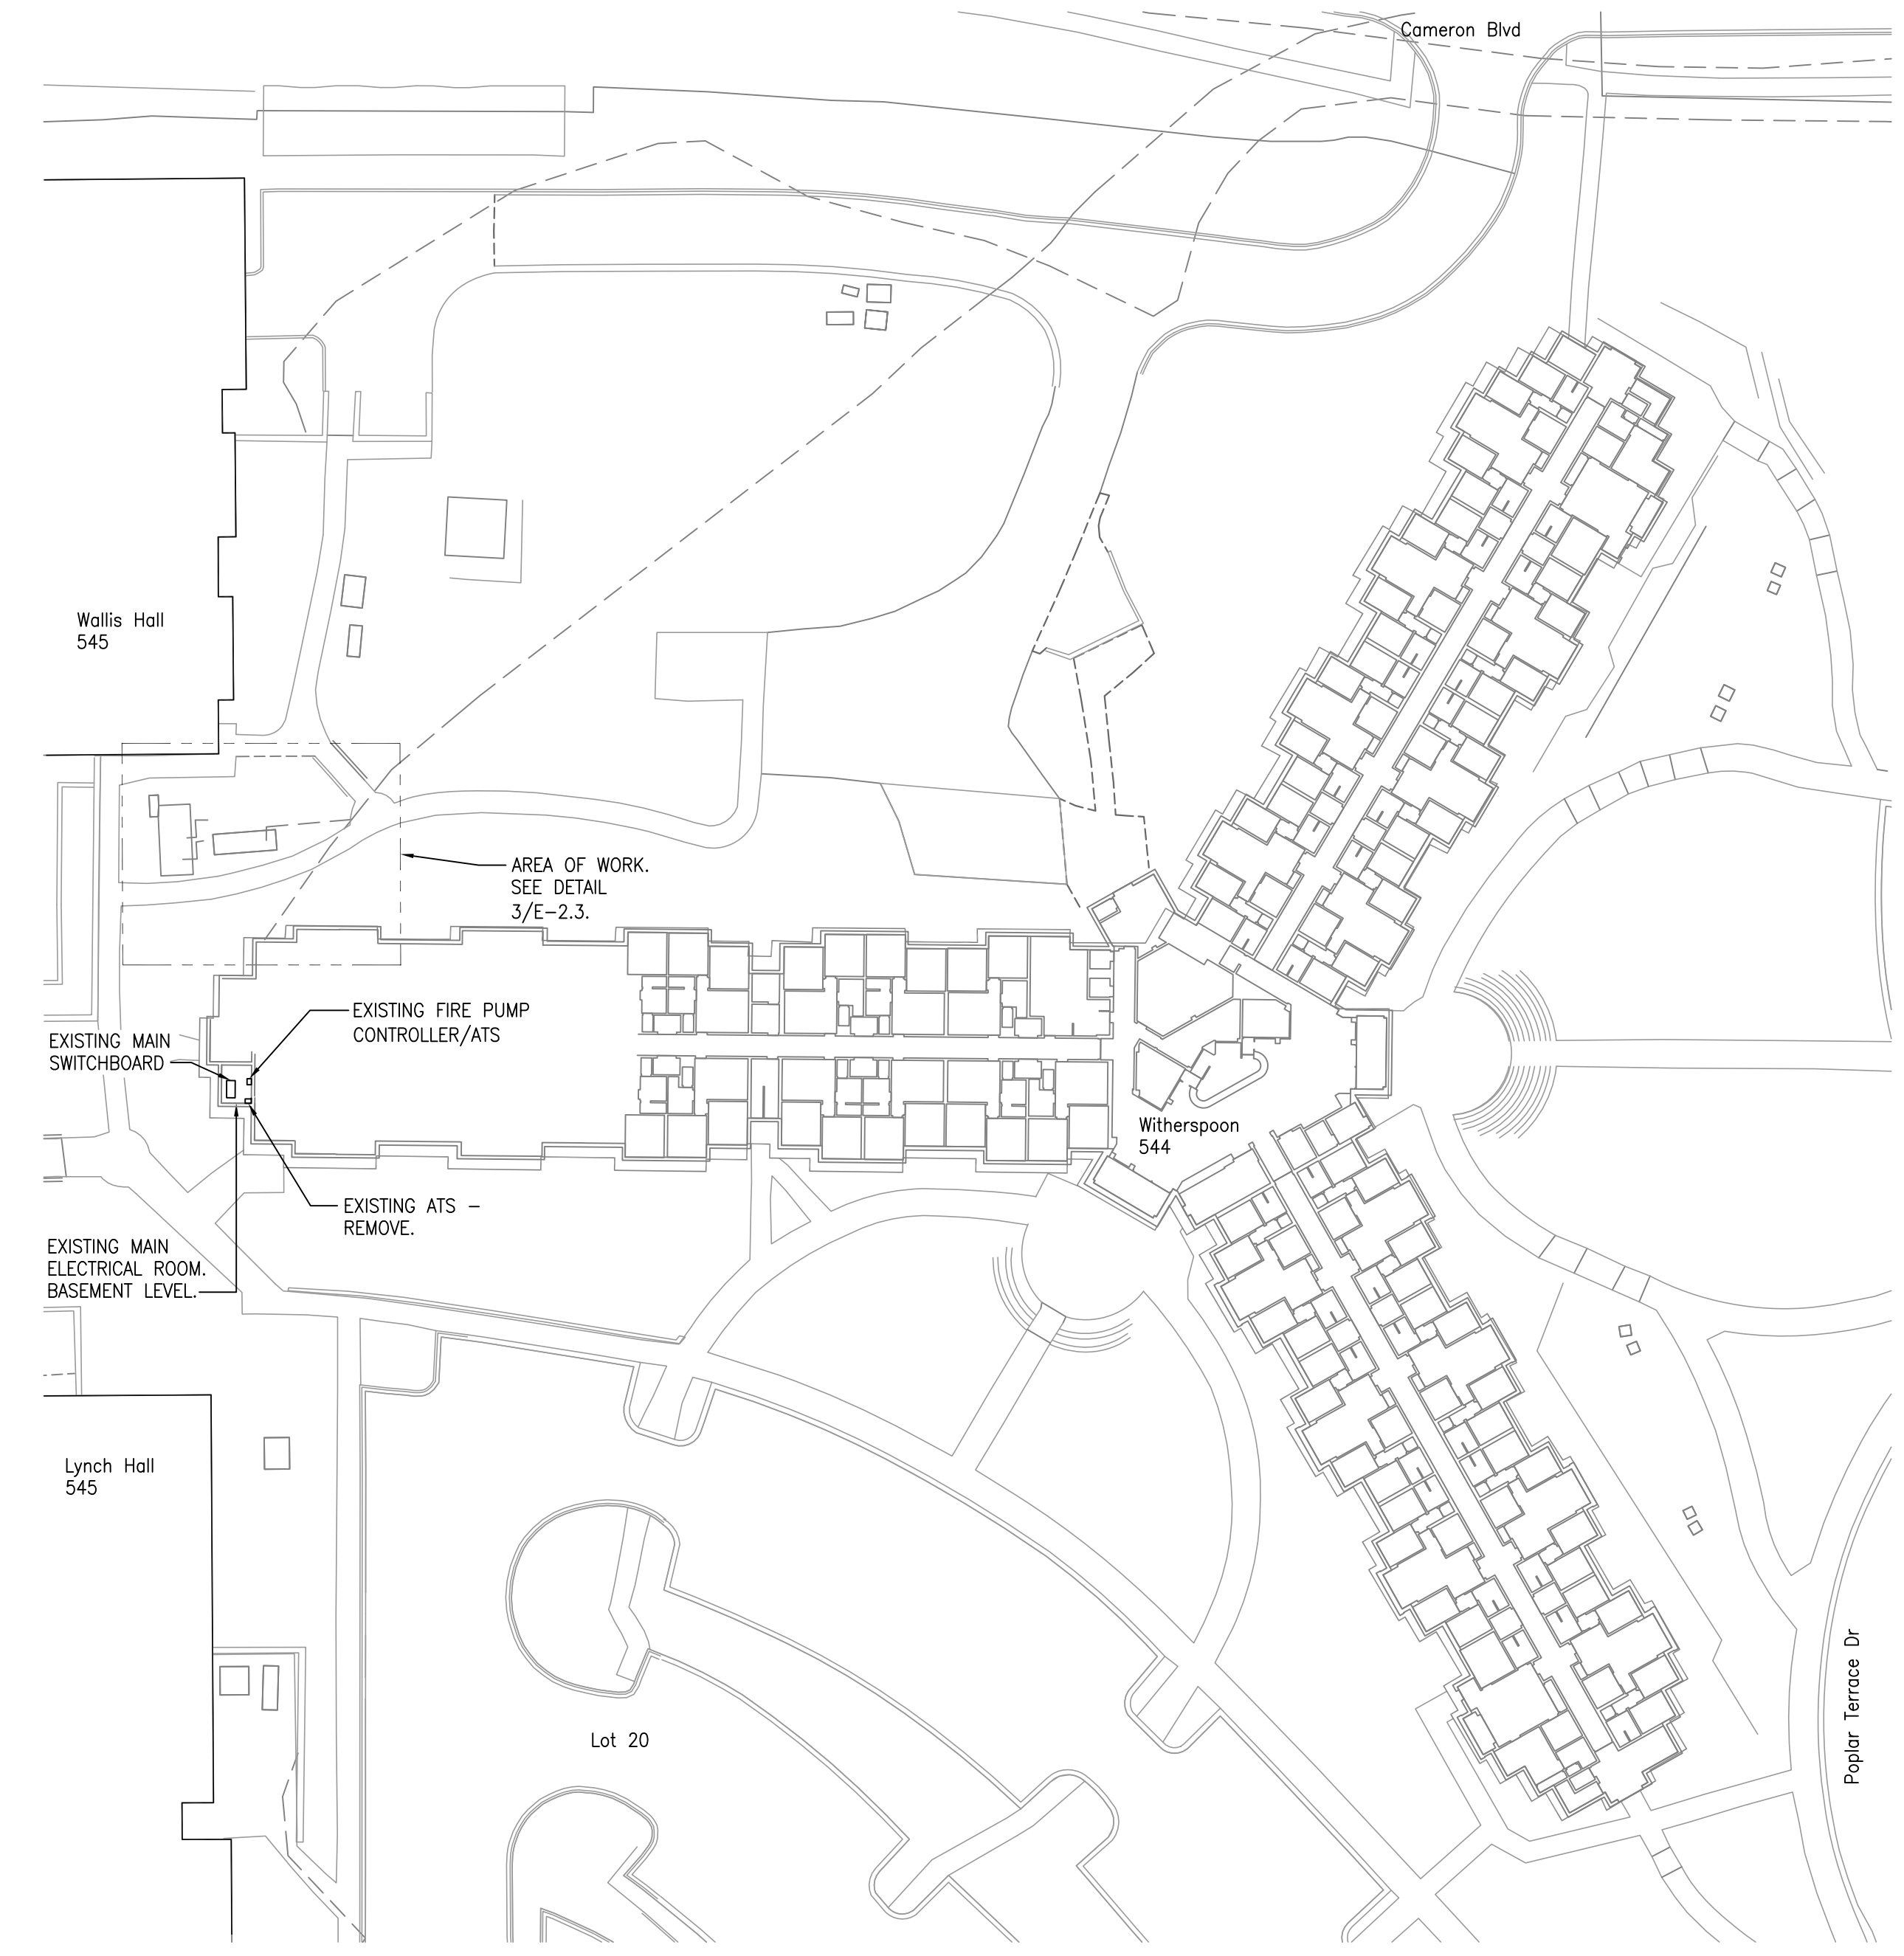 Cameron Blvd
Wallis Hall
545
AREA OF WORK.
SEE DETAIL
3/E-2.3.
EXISTING FIRE PUMP
CONTROLLER/ATS
EXISTING MAIN
SWITCHBOARD
Witherspoon
544
EXISTING ATS -
REMOVE.
EXISTING MAIN
ELECTRICAL ROOM.
BASEMENT LEVEL.
Lynch Hall
545
Lot 20
Poplar Terrace Dr